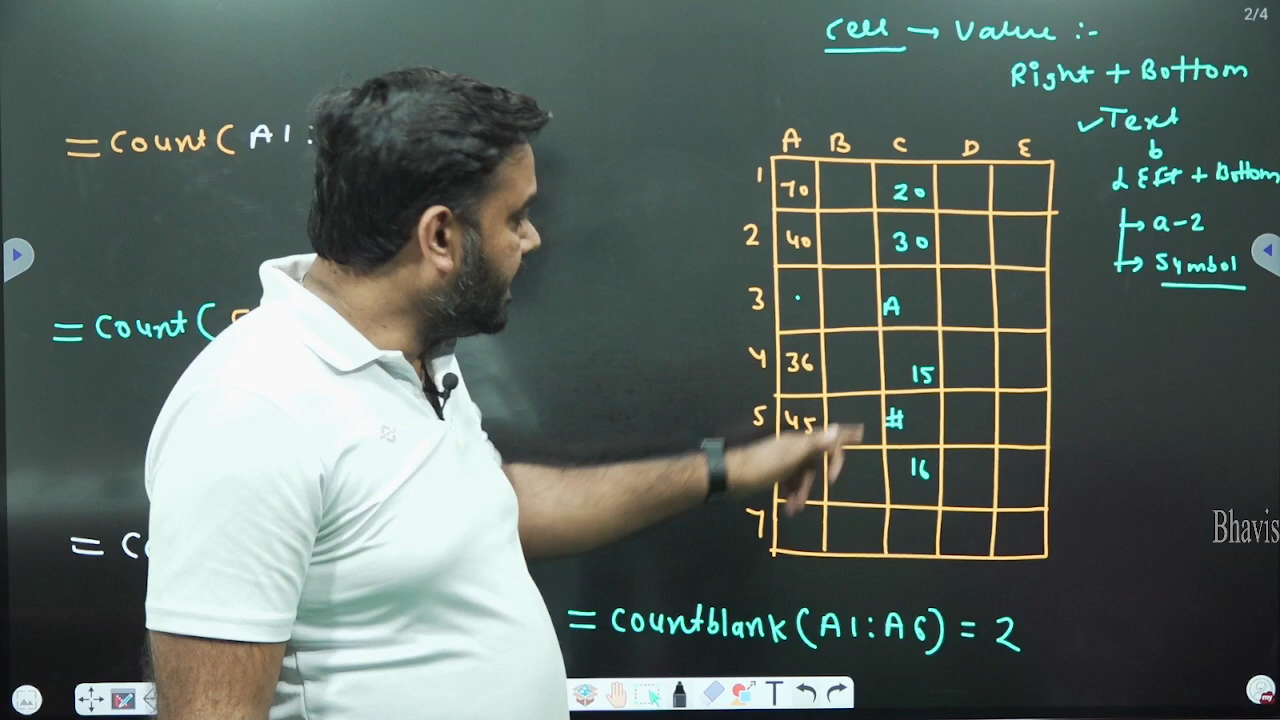 2/4
Cell → Value :-
Right + Bottom
✓Text
LEFT + Bottom
→ a-2
→ Symbol
= Count( A1:
= Count(
= C
A B C D E
1 70 20
2 40 30
3 . A
4 36 15
5 45 #
16
7
= Countblank(A1:A6) = 2
Bhavis
T